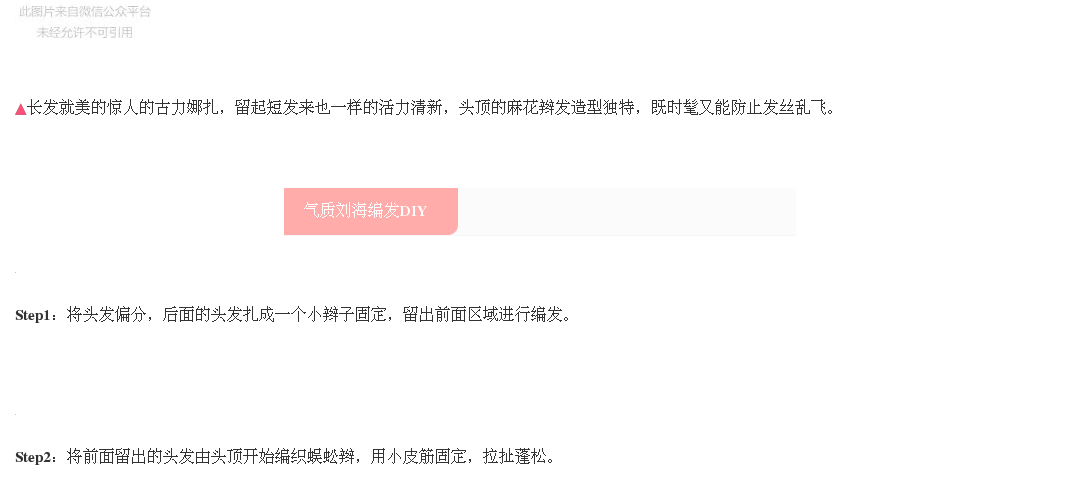 此图片来自微信公众平台
未经允许不可引用
▲长发就美的惊人的古力娜扎，留起短发来也一样的活力清新，头顶的麻花辫发造型独特，既时髦又能防止发丝乱飞。
气质刘海编发DIY
Step1：将头发偏分，后面的头发扎成一个小辫子固定，留出前面区域进行编发。
Step2：将前面留出的头发由头顶开始编织蜈蚣辫，用小皮筋固定，拉扯蓬松。